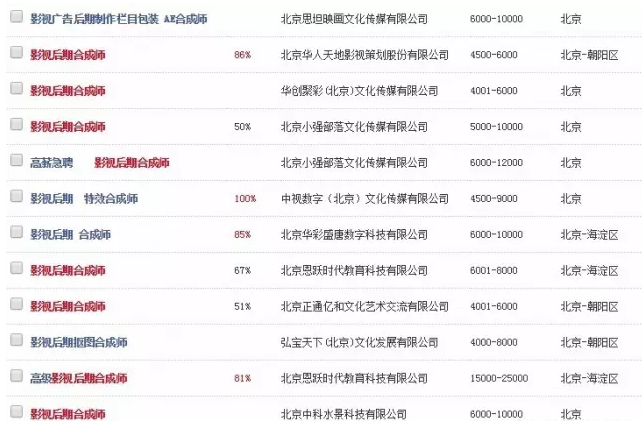 影视广告后期制作栏目包装 AE合成师 北京思坦映画文化传媒有限公司 6000-10000 北京
影视后期合成师 86% 北京华人天地影视策划股份有限公司 4500-6000 北京-朝阳区
影视后期合成师 华创聚彩(北京)文化传媒有限公司 4001-6000 北京
影视后期合成师 50% 北京小强部落文化传媒有限公司 5000-10000 北京
高薪急聘 影视后期合成师 北京小强部落文化传媒有限公司 6000-12000 北京
影视后期 特效合成师 100% 中视数字（北京）文化传媒有限公司 4500-9000 北京
影视后期 合成师 85% 北京华彩盛唐数字科技有限公司 6000-10000 北京-海淀区
影视后期合成师 67% 北京思跃时代教育科技有限公司 6001-8000 北京-海淀区
影视后期合成师 51% 北京正通亿和文化艺术交流有限公司 4001-6000 北京-朝阳区
影视后期抠图合成师 弘宝天下(北京)文化发展有限公司 4000-8000 北京-朝阳区
高级影视后期合成师 81% 北京思跃时代教育科技有限公司 15000-25000 北京-海淀区
影视后期合成师 北京中科水景科技有限公司 6000-10000 北京